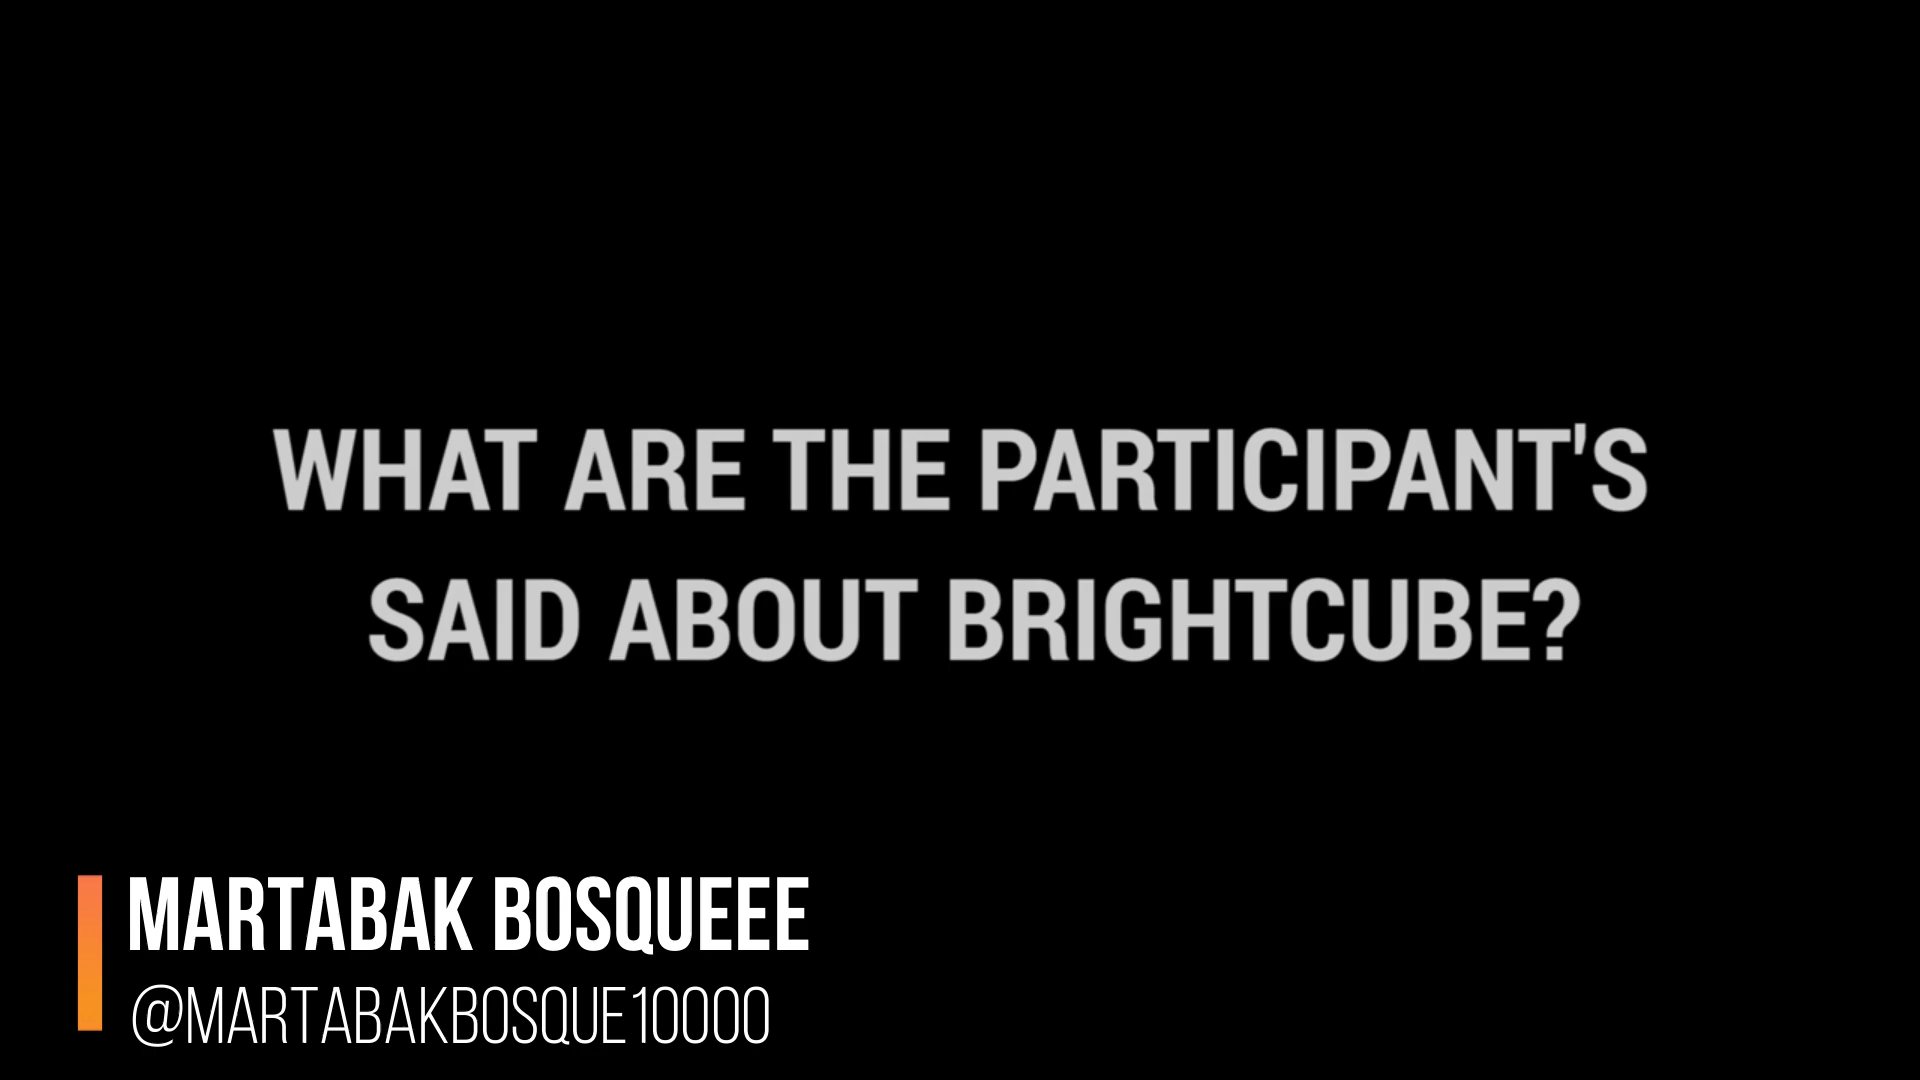 WHAT ARE THE PARTICIPANT'S
SAID ABOUT BRIGHTCUBE?
MARTABAK BOSQUEEE
@MARTABAKBOSQUE10000